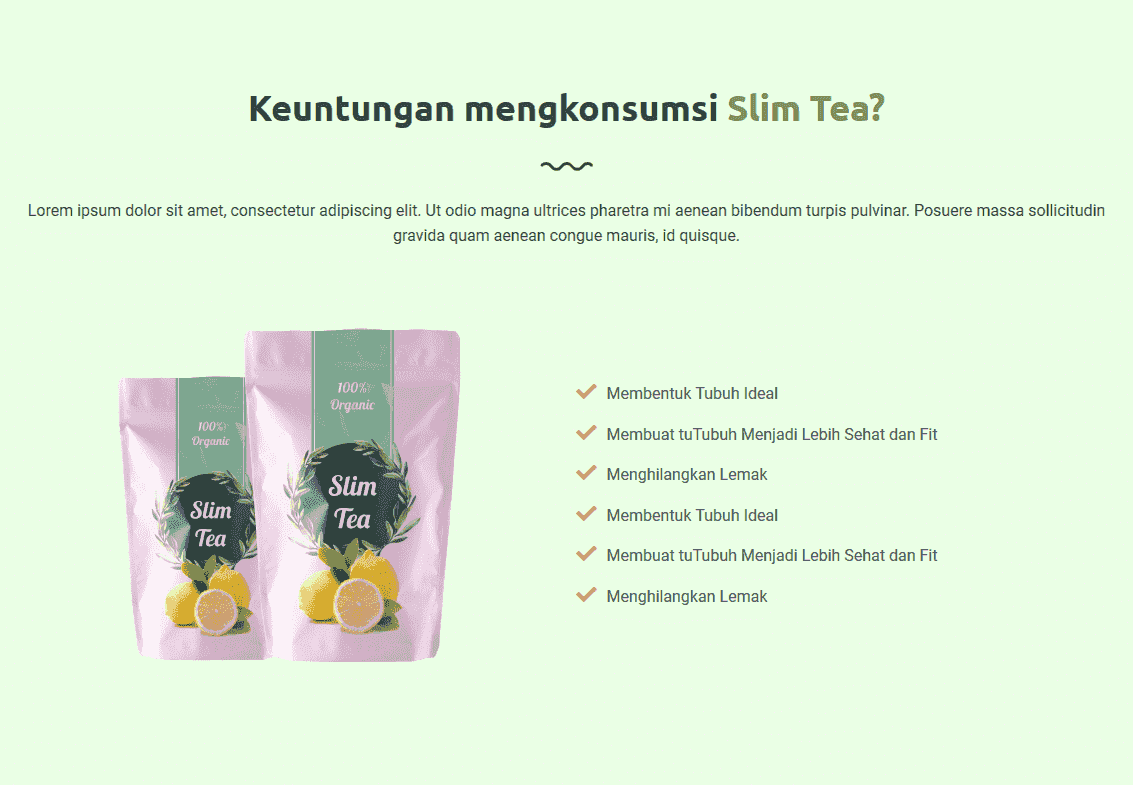 Keuntungan mengkonsumsi Slim Tea?
Lorem ipsum dolor sit amet, consectetur adipiscing elit. Ut odio magna ultrices pharetra mi aenean bibendum turpis pulvinar. Posuere massa sollicitudin
gravida quam aenean congue mauris, id quisque.
100%
Organic
Slim
Tea
100%
Organic
Slim
Tea
Membentuk Tubuh Ideal
Membuat tuTubuh Menjadi Lebih Sehat dan Fit
Menghilangkan Lemak
Membentuk Tubuh Ideal
Membuat tuTubuh Menjadi Lebih Sehat dan Fit
Menghilangkan Lemak